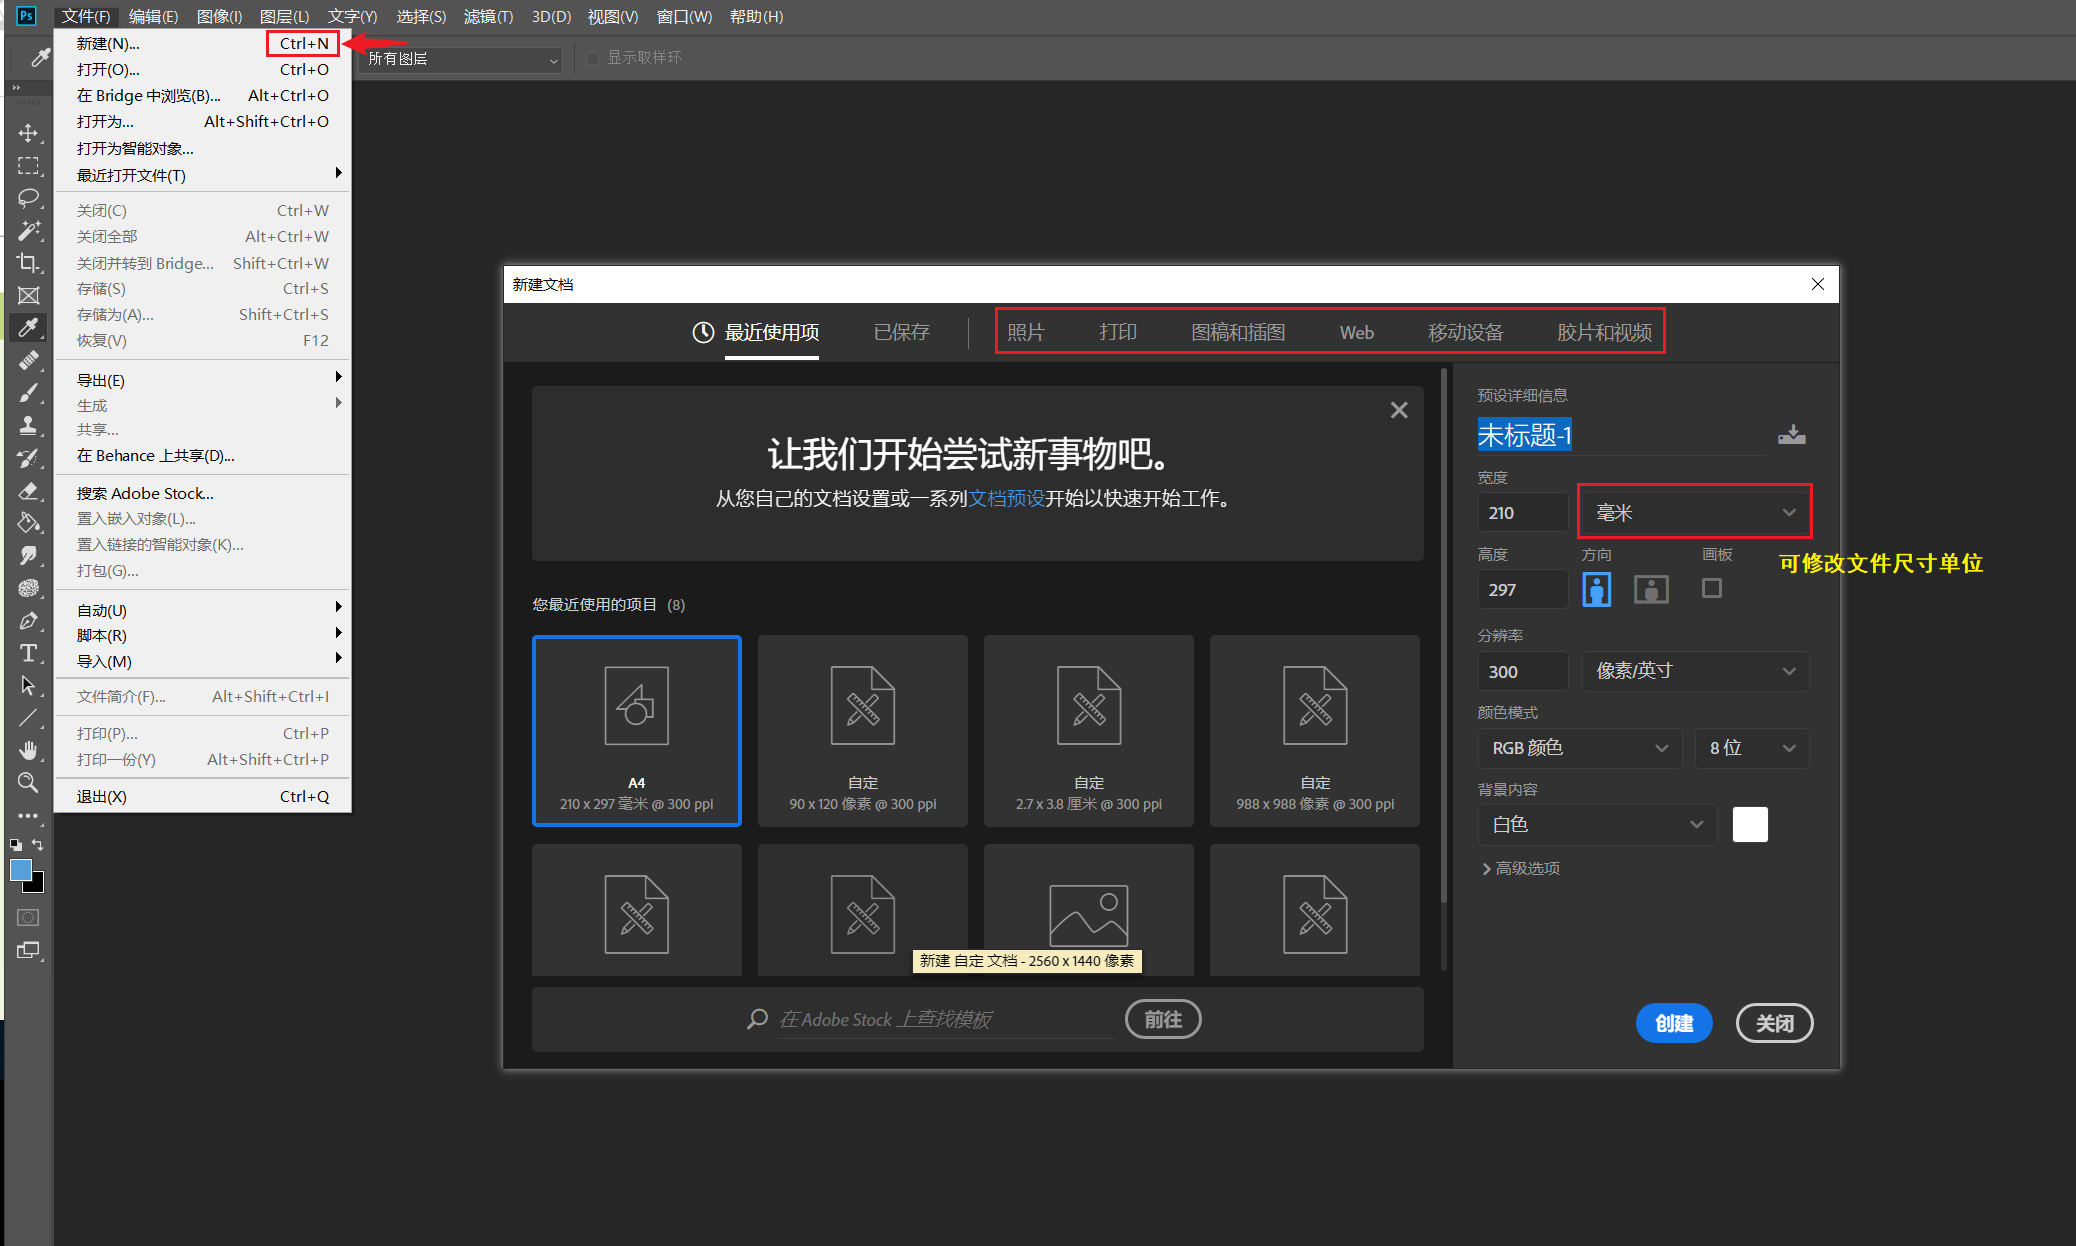 Ps 文件(F) 编辑(E) 图像(I) 图层(L) 文字(Y) 选择(S) 滤镜(T) 3D(D) 视图(V) 窗口(W) 帮助(H)
所有图层 显示取样环
新建(N)... Ctrl+N
打开(O)... Ctrl+O
在 Bridge 中浏览(B)... Alt+Ctrl+O
打开为... Alt+Shift+Ctrl+O
打开为智能对象...
最近打开文件(T)
关闭(C) Ctrl+W
关闭全部 Alt+Ctrl+W
关闭并转到 Bridge... Shift+Ctrl+W
存储(S) Ctrl+S
存储为(A)... Shift+Ctrl+S
恢复(V) F12
导出(E)
生成
共享...
在 Behance 上共享(D)...
搜索 Adobe Stock...
置入嵌入对象(L)...
置入链接的智能对象(K)...
打包(G)...
自动(U)
脚本(R)
导入(M)
文件简介(F)... Alt+Shift+Ctrl+I
打印(P)... Ctrl+P
打印一份(Y) Alt+Shift+Ctrl+P
退出(X) Ctrl+Q
T
新建文档
最近使用项 已保存 照片 打印 图稿和插图 Web 移动设备 胶片和视频
让我们开始尝试新事物吧。
从您自己的文档设置或一系列文档预设开始以快速开始工作。
您最近使用的项目 (8)
A4
210 x 297 毫米 @ 300 ppi
自定
90 x 120 像素 @ 300 ppi
自定
2.7 x 3.8 厘米 @ 300 ppi
自定
988 x 988 像素 @ 300 ppi
新建 自定 文档 - 2560 x 1440 像素
在 Adobe Stock 上查找模板 前往
预设详细信息
未标题-1
宽度
210 毫米
高度 方向 画板
297
可修改文件尺寸单位
分辨率
300 像素/英寸
颜色模式
RGB 颜色 8 位
背景内容
白色
高级选项
创建 关闭